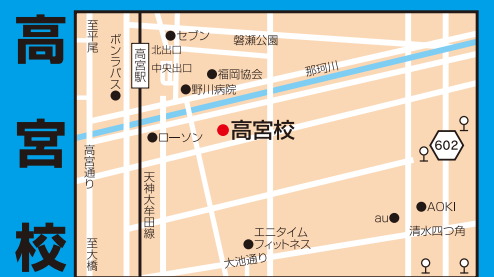 高宮校
至平尾
ボンラパス
セブン
北出口
高宮駅
中央出口
磐瀬公園
福岡協会
野川病院
那珂川
ローソン
高宮校
602
高宮通り
天神大牟田線
AOKI
au
清水四つ角
エニタイム
フィットネス
大池通り
至大橋